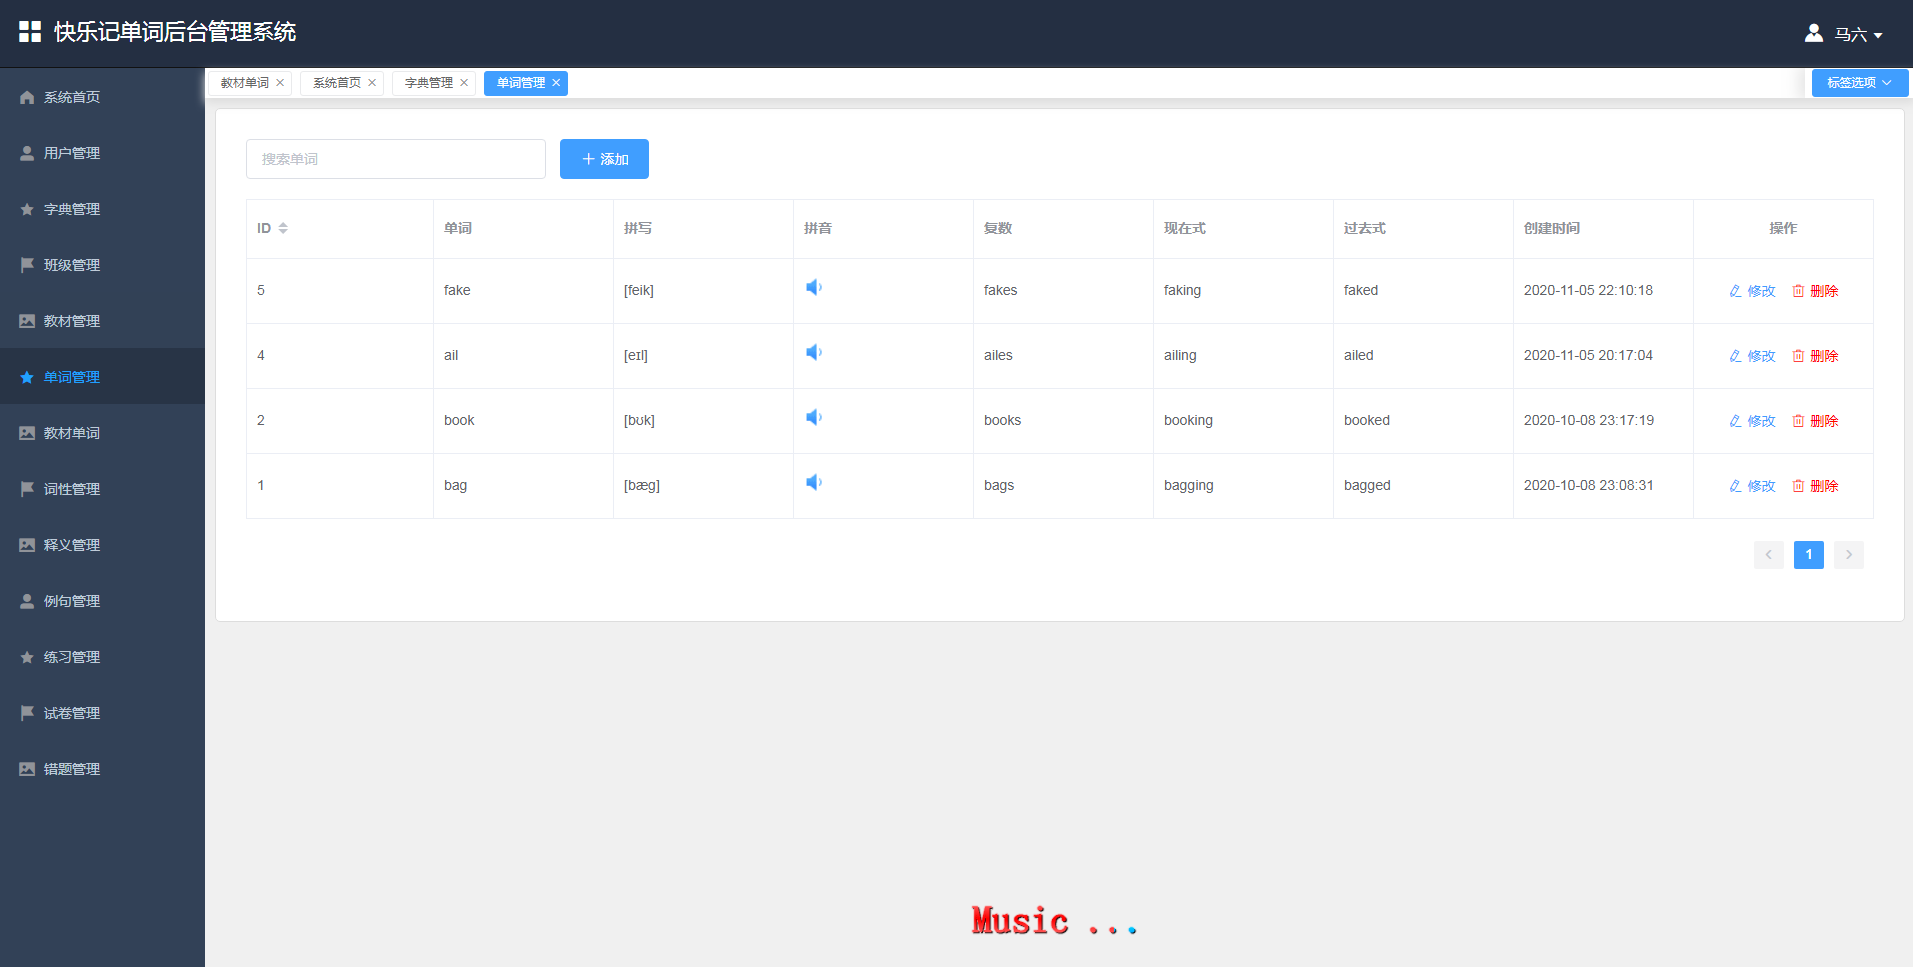 快乐记单词后台管理系统
马六
系统首页
用户管理
字典管理
班级管理
教材管理
单词管理
教材单词
词性管理
释义管理
例句管理
练习管理
试卷管理
错题管理
教材单词 系统首页 字典管理 单词管理 标签选项
搜索单词 添加
ID 单词 拼写 拼音 复数 现在式 过去式 创建时间 操作
5 fake [feik] fakes faking faked 2020-11-05 22:10:18 修改 删除
4 ail [eɪl] ailes ailing ailed 2020-11-05 20:17:04 修改 删除
2 book [bʊk] books booking booked 2020-10-08 23:17:19 修改 删除
1 bag [bæg] bags bagging bagged 2020-10-08 23:08:31 修改 删除
1
Music ...